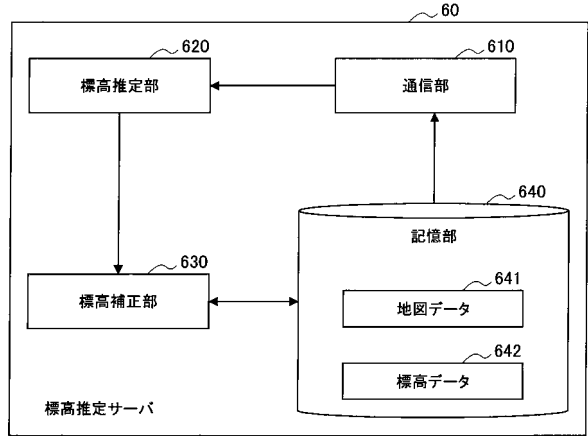 60
620
標高推定部
610
通信部
640
記憶部
630
標高補正部
641
地図データ
642
標高データ
標高推定サーバ